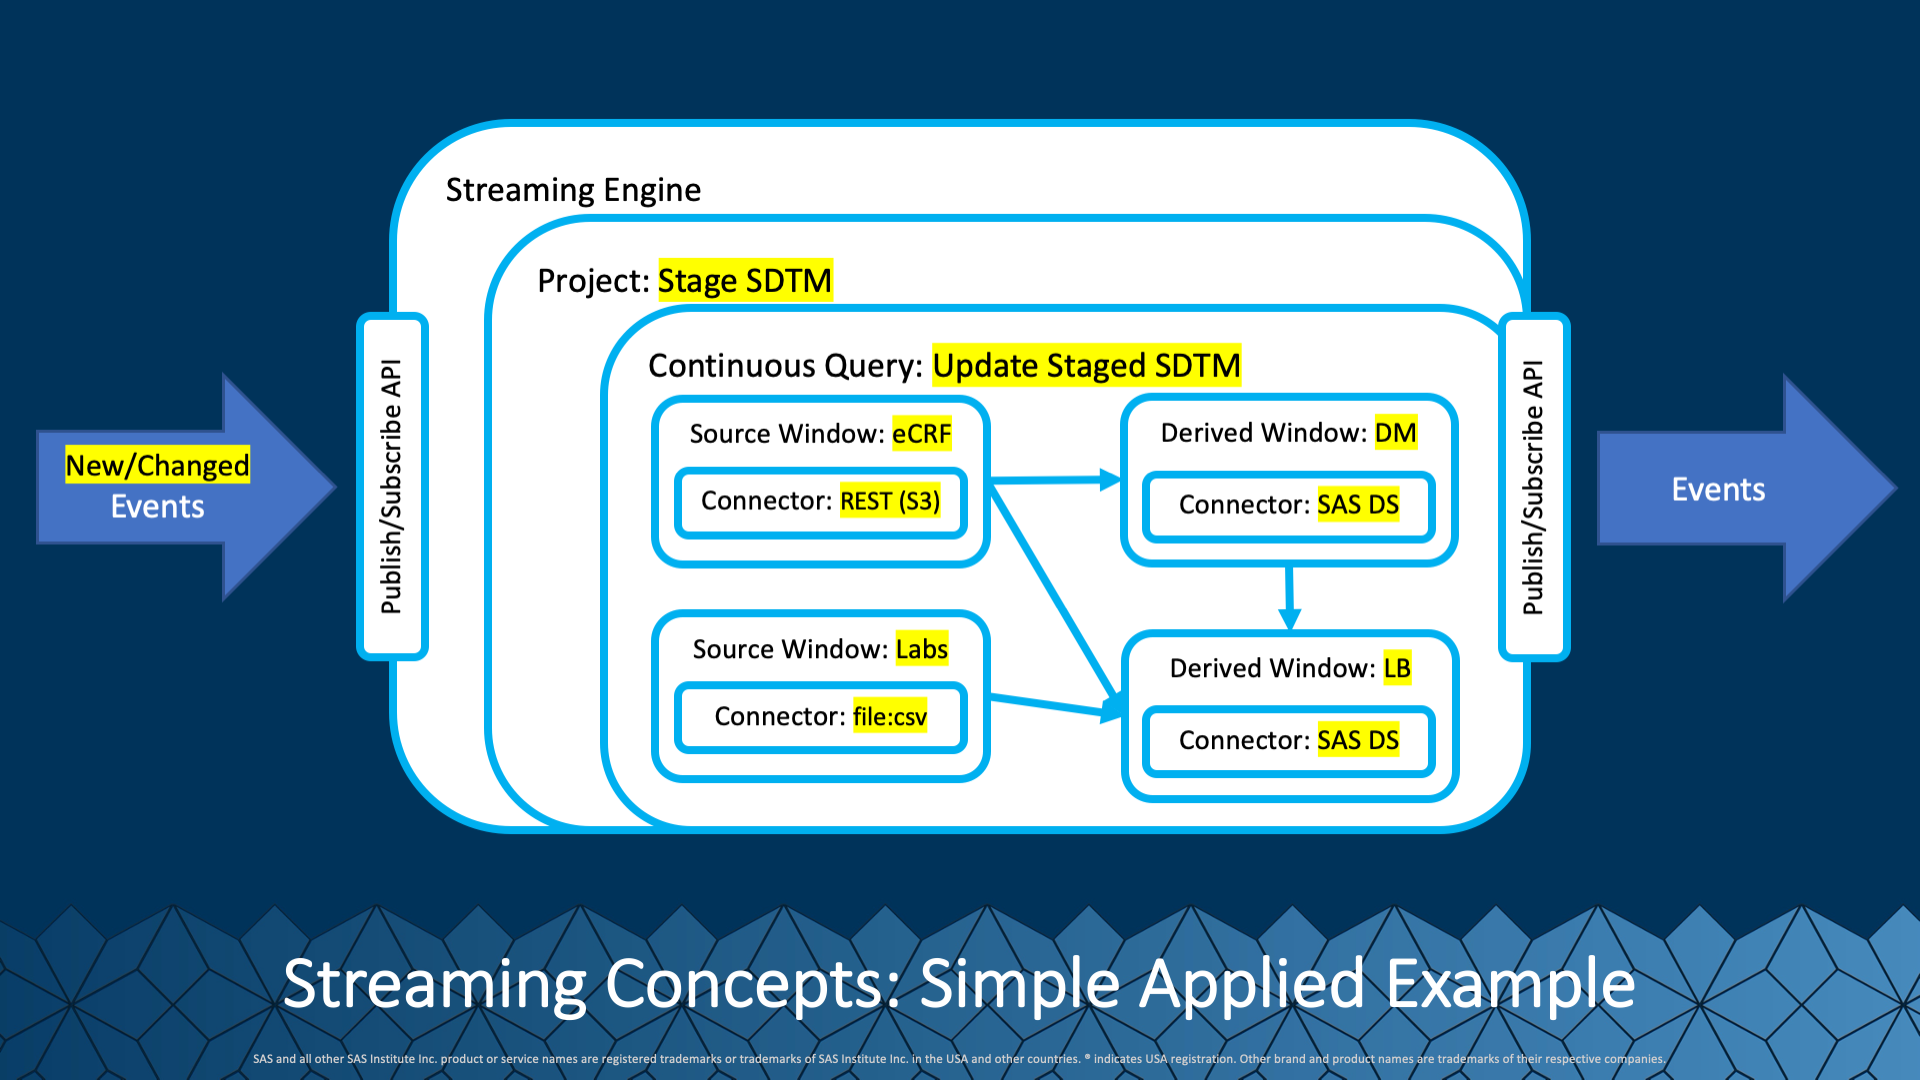 Streaming Engine
Project: Stage SDTM
Continuous Query: Update Staged SDTM
New/Changed
Events
Publish/Subscribe API
Source Window: eCRF
Connector: REST (S3)
Source Window: Labs
Connector: file:csv
Derived Window: DM
Connector: SAS DS
Derived Window: LB
Connector: SAS DS
Publish/Subscribe API
Events
Streaming Concepts: Simple Applied Example
SAS and all other SAS Institute Inc. product or service names are registered trademarks or trademarks of SAS Institute Inc. in the USA and other countries. ® indicates USA registration. Other brand and product names are trademarks of their respective companies.